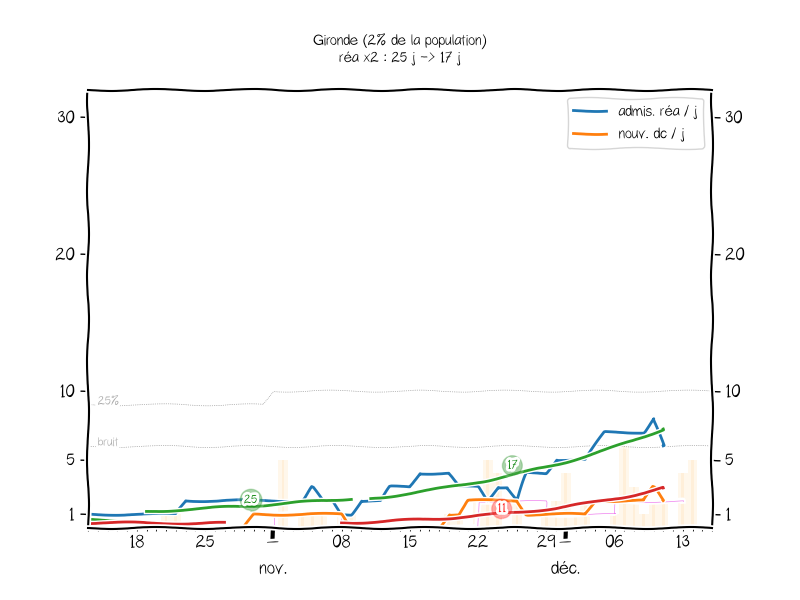 Gironde (2% de la population)
réa x2 : 25 j -> 17 j
admis. réa / j
nouv. dc / j
30
30
20
20
10
10
25%
bruit
5
5
17
25
11
1
1
18 25 08 15 22 29 06 13
nov. déc.